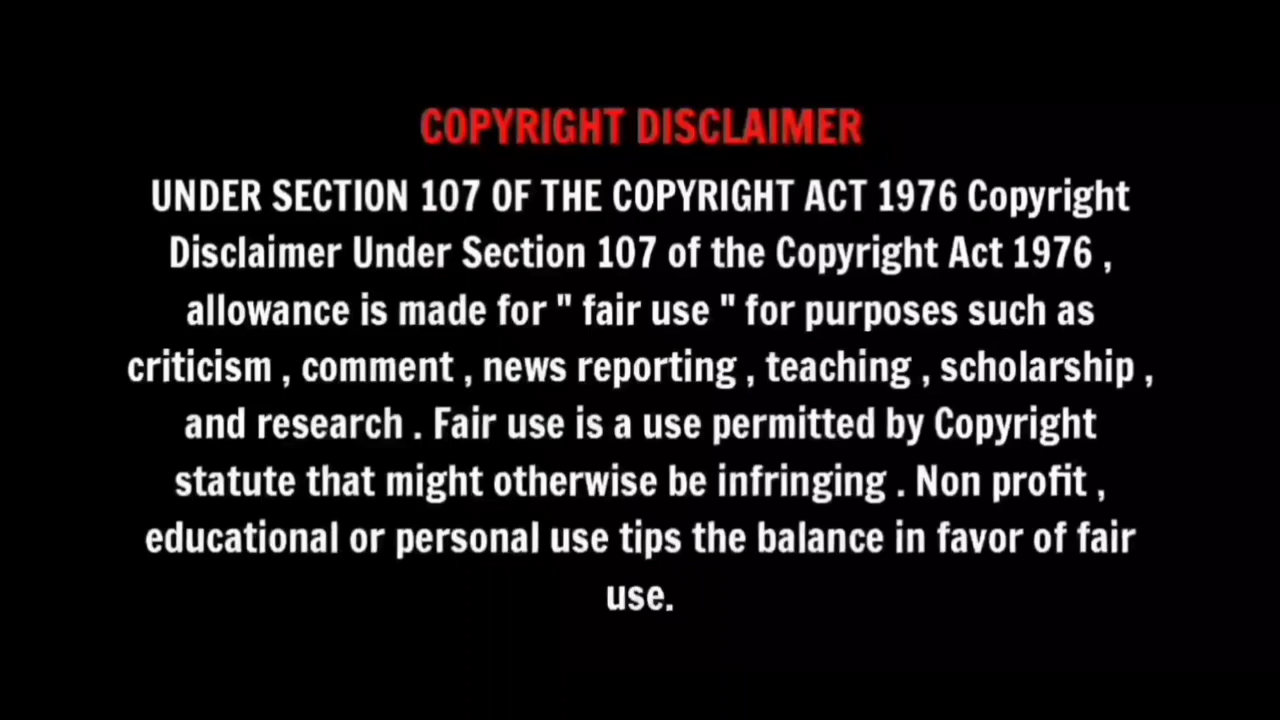 COPYRIGHT DISCLAIMER
UNDER SECTION 107 OF THE COPYRIGHT ACT 1976 Copyright
Disclaimer Under Section 107 of the Copyright Act 1976 ,
allowance is made for " fair use " for purposes such as
criticism , comment , news reporting , teaching , scholarship ,
and research . Fair use is a use permitted by Copyright
statute that might otherwise be infringing . Non profit ,
educational or personal use tips the balance in favor of fair
use.